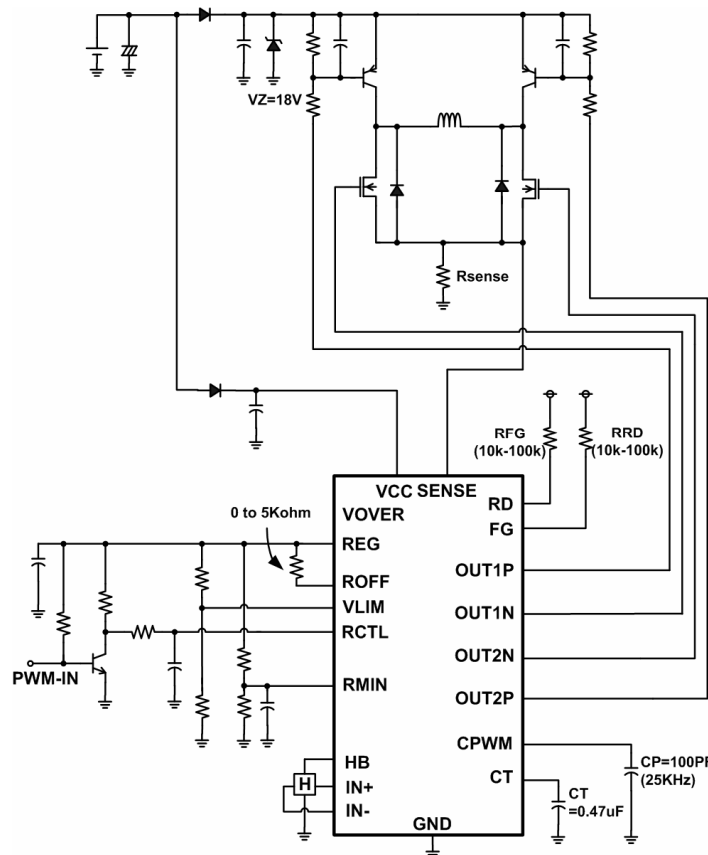 VZ=18V
Rsense
RFG
(10k-100k)
RRD
(10k-100k)
0 to 5Kohm
VCC SENSE
VOVER
REG
ROFF
VLIM
RCTL
RMIN
HB
IN+
IN-
GND
RD
FG
OUT1P
OUT1N
OUT2N
OUT2P
CPWM
CT
PWM-IN
H
CP=100PF
(25KHz)
CT
=0.47uF